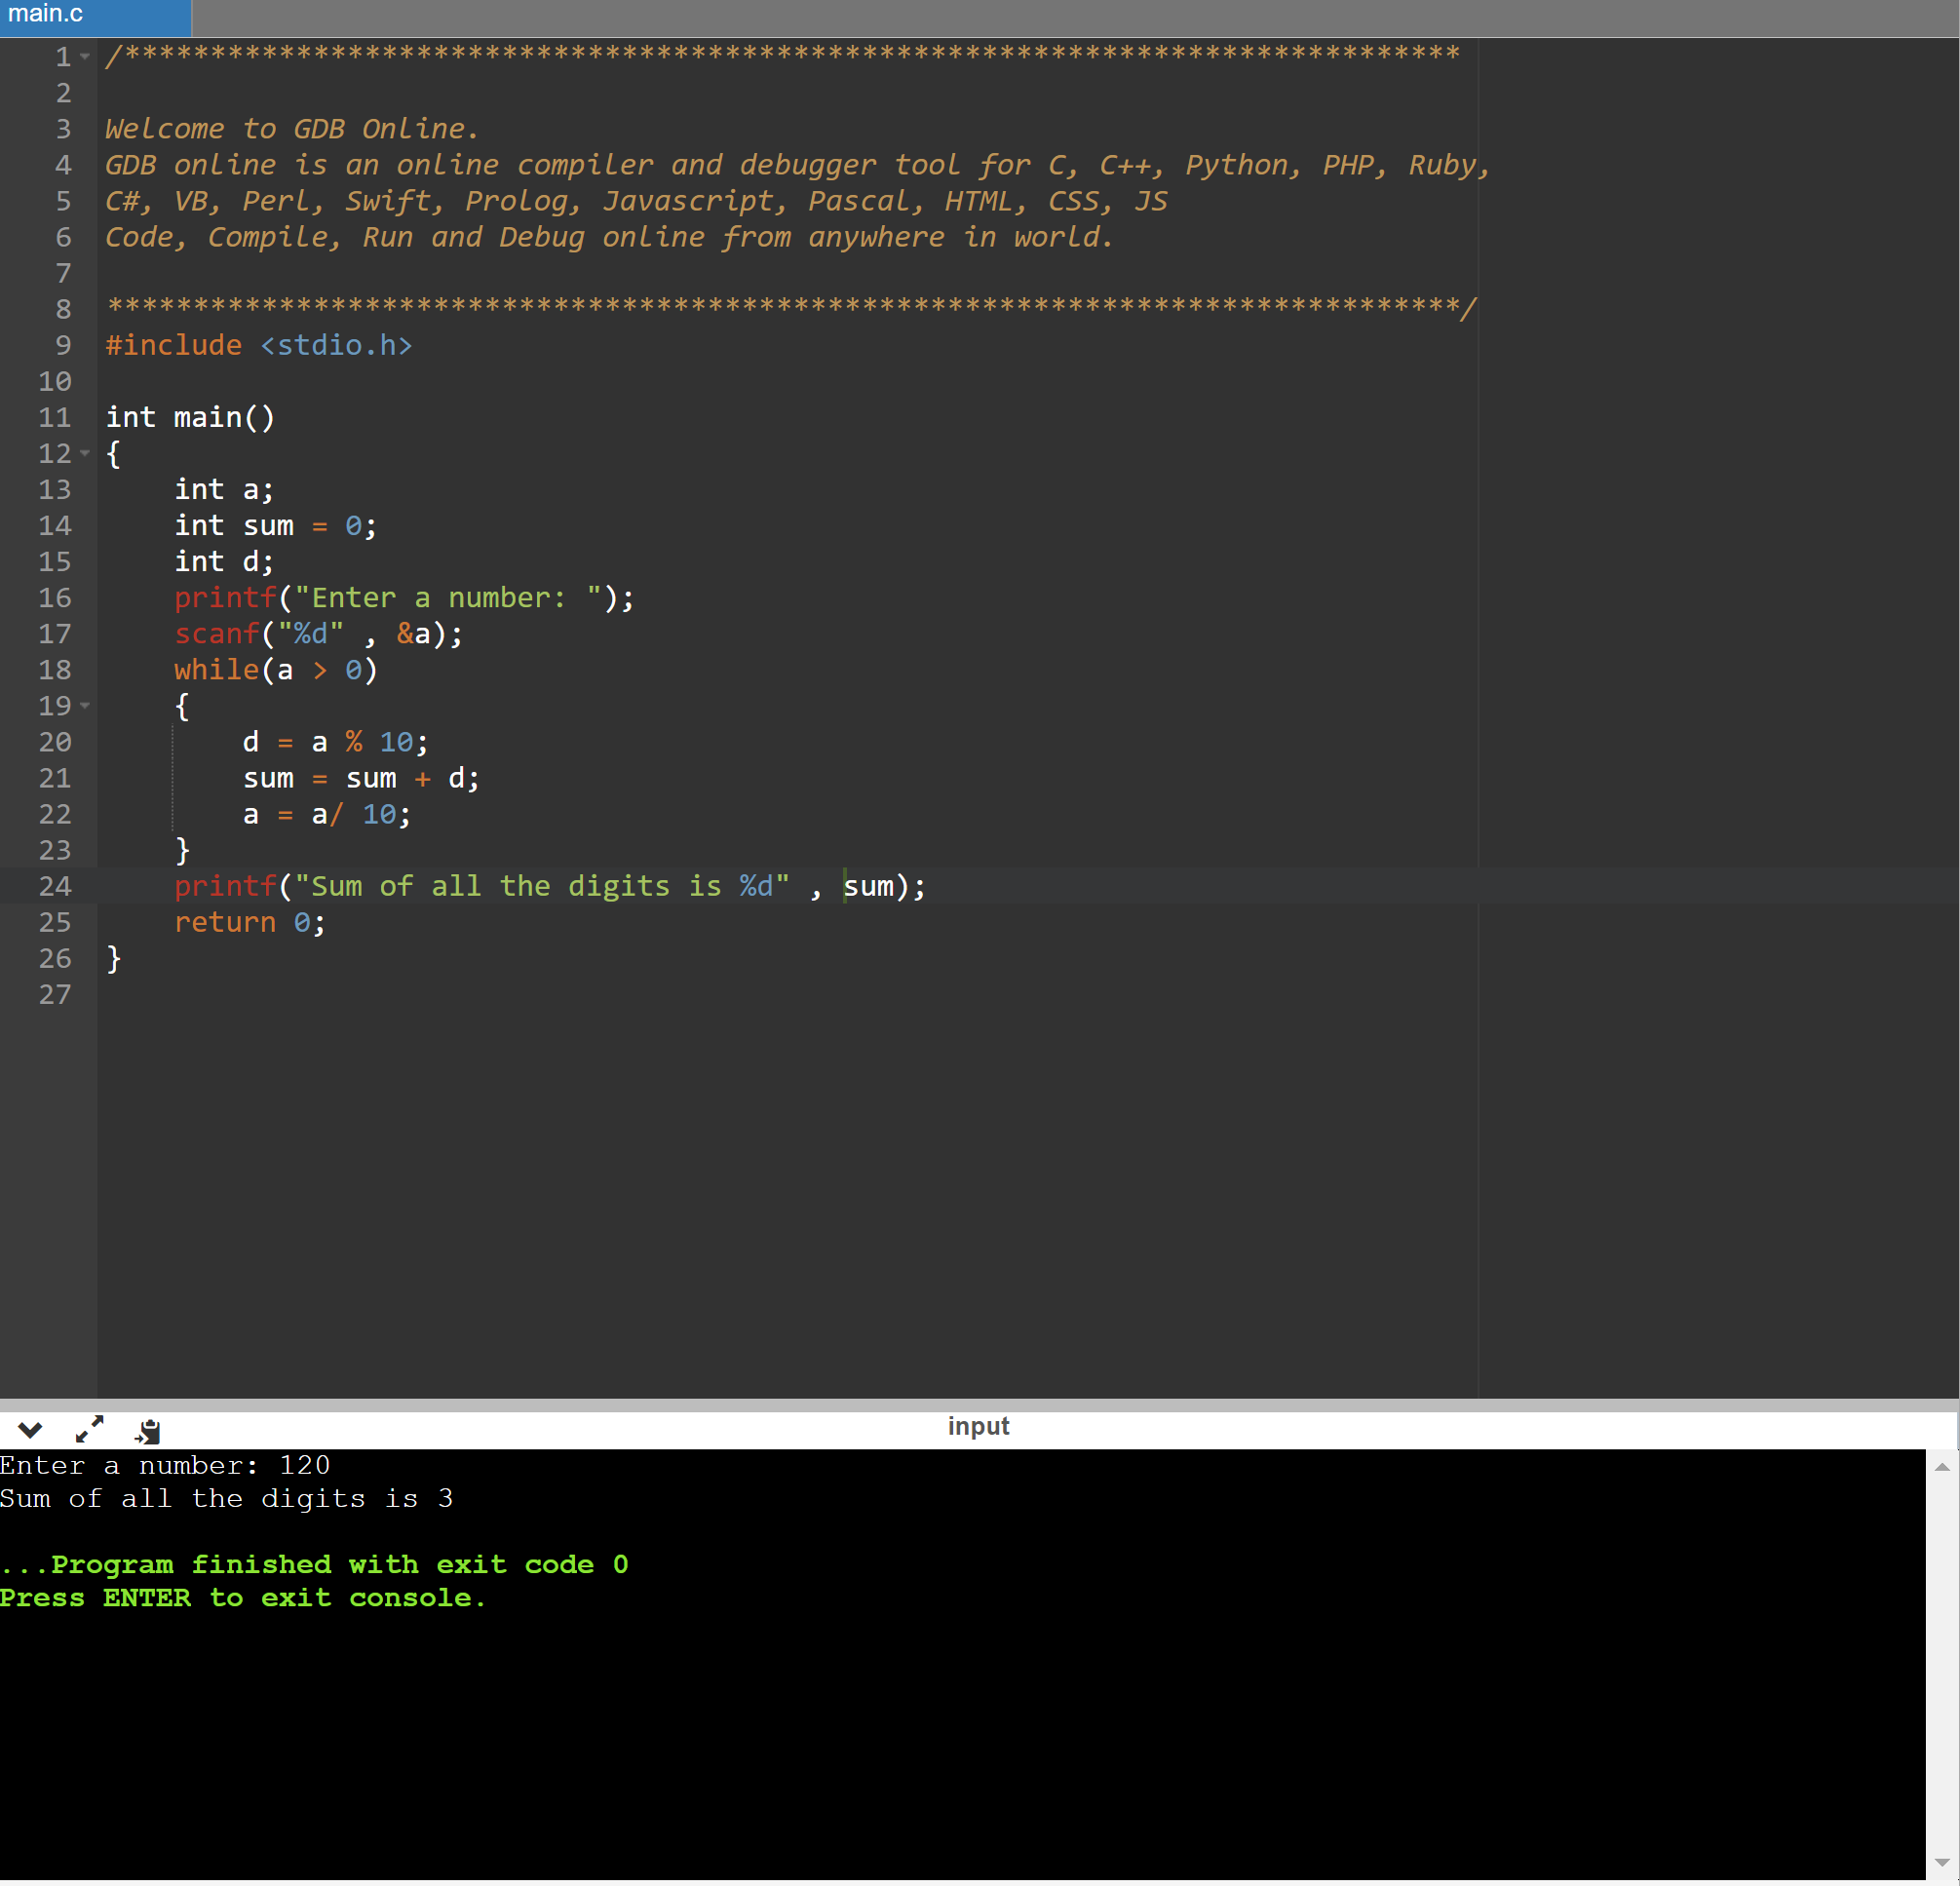 main.c
1 /******************************************************************************
2
3 Welcome to GDB Online.
4 GDB online is an online compiler and debugger tool for C, C++, Python, PHP, Ruby,
5 C#, VB, Perl, Swift, Prolog, Javascript, Pascal, HTML, CSS, JS
6 Code, Compile, Run and Debug online from anywhere in world.
7
8 *******************************************************************************/
9 #include <stdio.h>
10
11 int main()
12 {
13     int a;
14     int sum = 0;
15     int d;
16     printf("Enter a number: ");
17     scanf("%d" , &a);
18     while(a > 0)
19     {
20         d = a % 10;
21         sum = sum + d;
22         a = a/ 10;
23     }
24     printf("Sum of all the digits is %d" , sum);
25     return 0;
26 }
27
input
Enter a number: 120
Sum of all the digits is 3
...Program finished with exit code 0
Press ENTER to exit console.